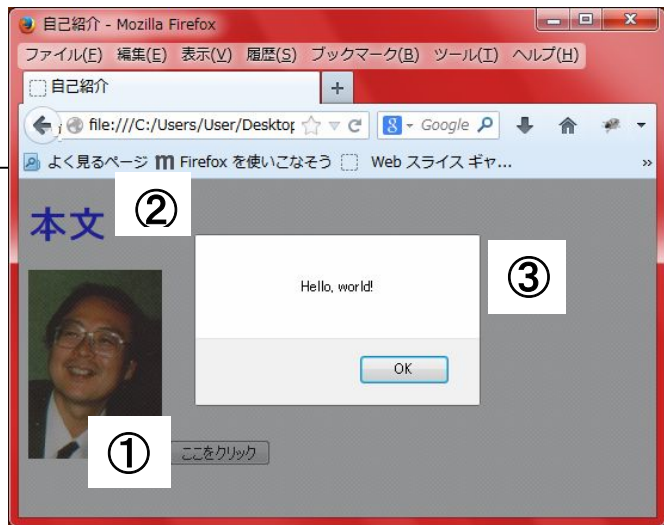 自己紹介 - Mozilla Firefox
ファイル(F) 編集(E) 表示(V) 履歴(S) ブックマーク(B) ツール(T) ヘルプ(H)
自己紹介 +
file:///C:/Users/User/Desktop 8 - Google
よく見るページ m Firefox を使いこなそう Web スライス ギャ... »
②
本文
③
Hello, world!
OK
①
ここをクリック